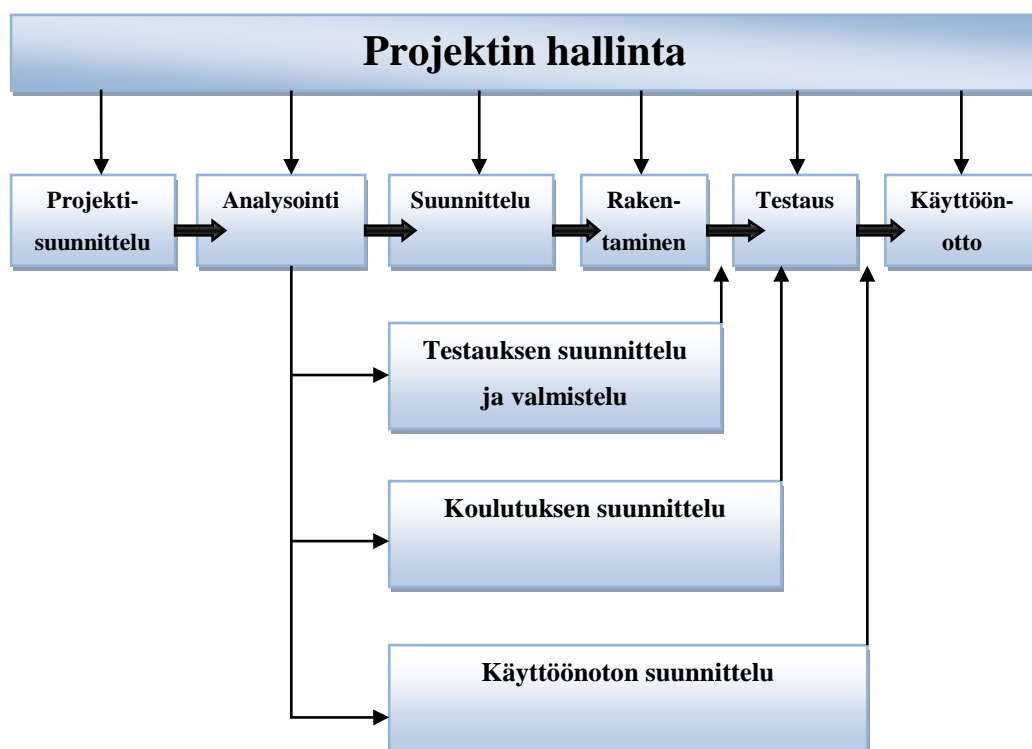 Projektin hallinta
Projekti-
suunnittelu
Analysointi
Suunnittelu
Raken-
taminen
Testaus
Käyttöön-
otto
Testauksen suunnittelu
ja valmistelu
Koulutuksen suunnittelu
Käyttöönoton suunnittelu